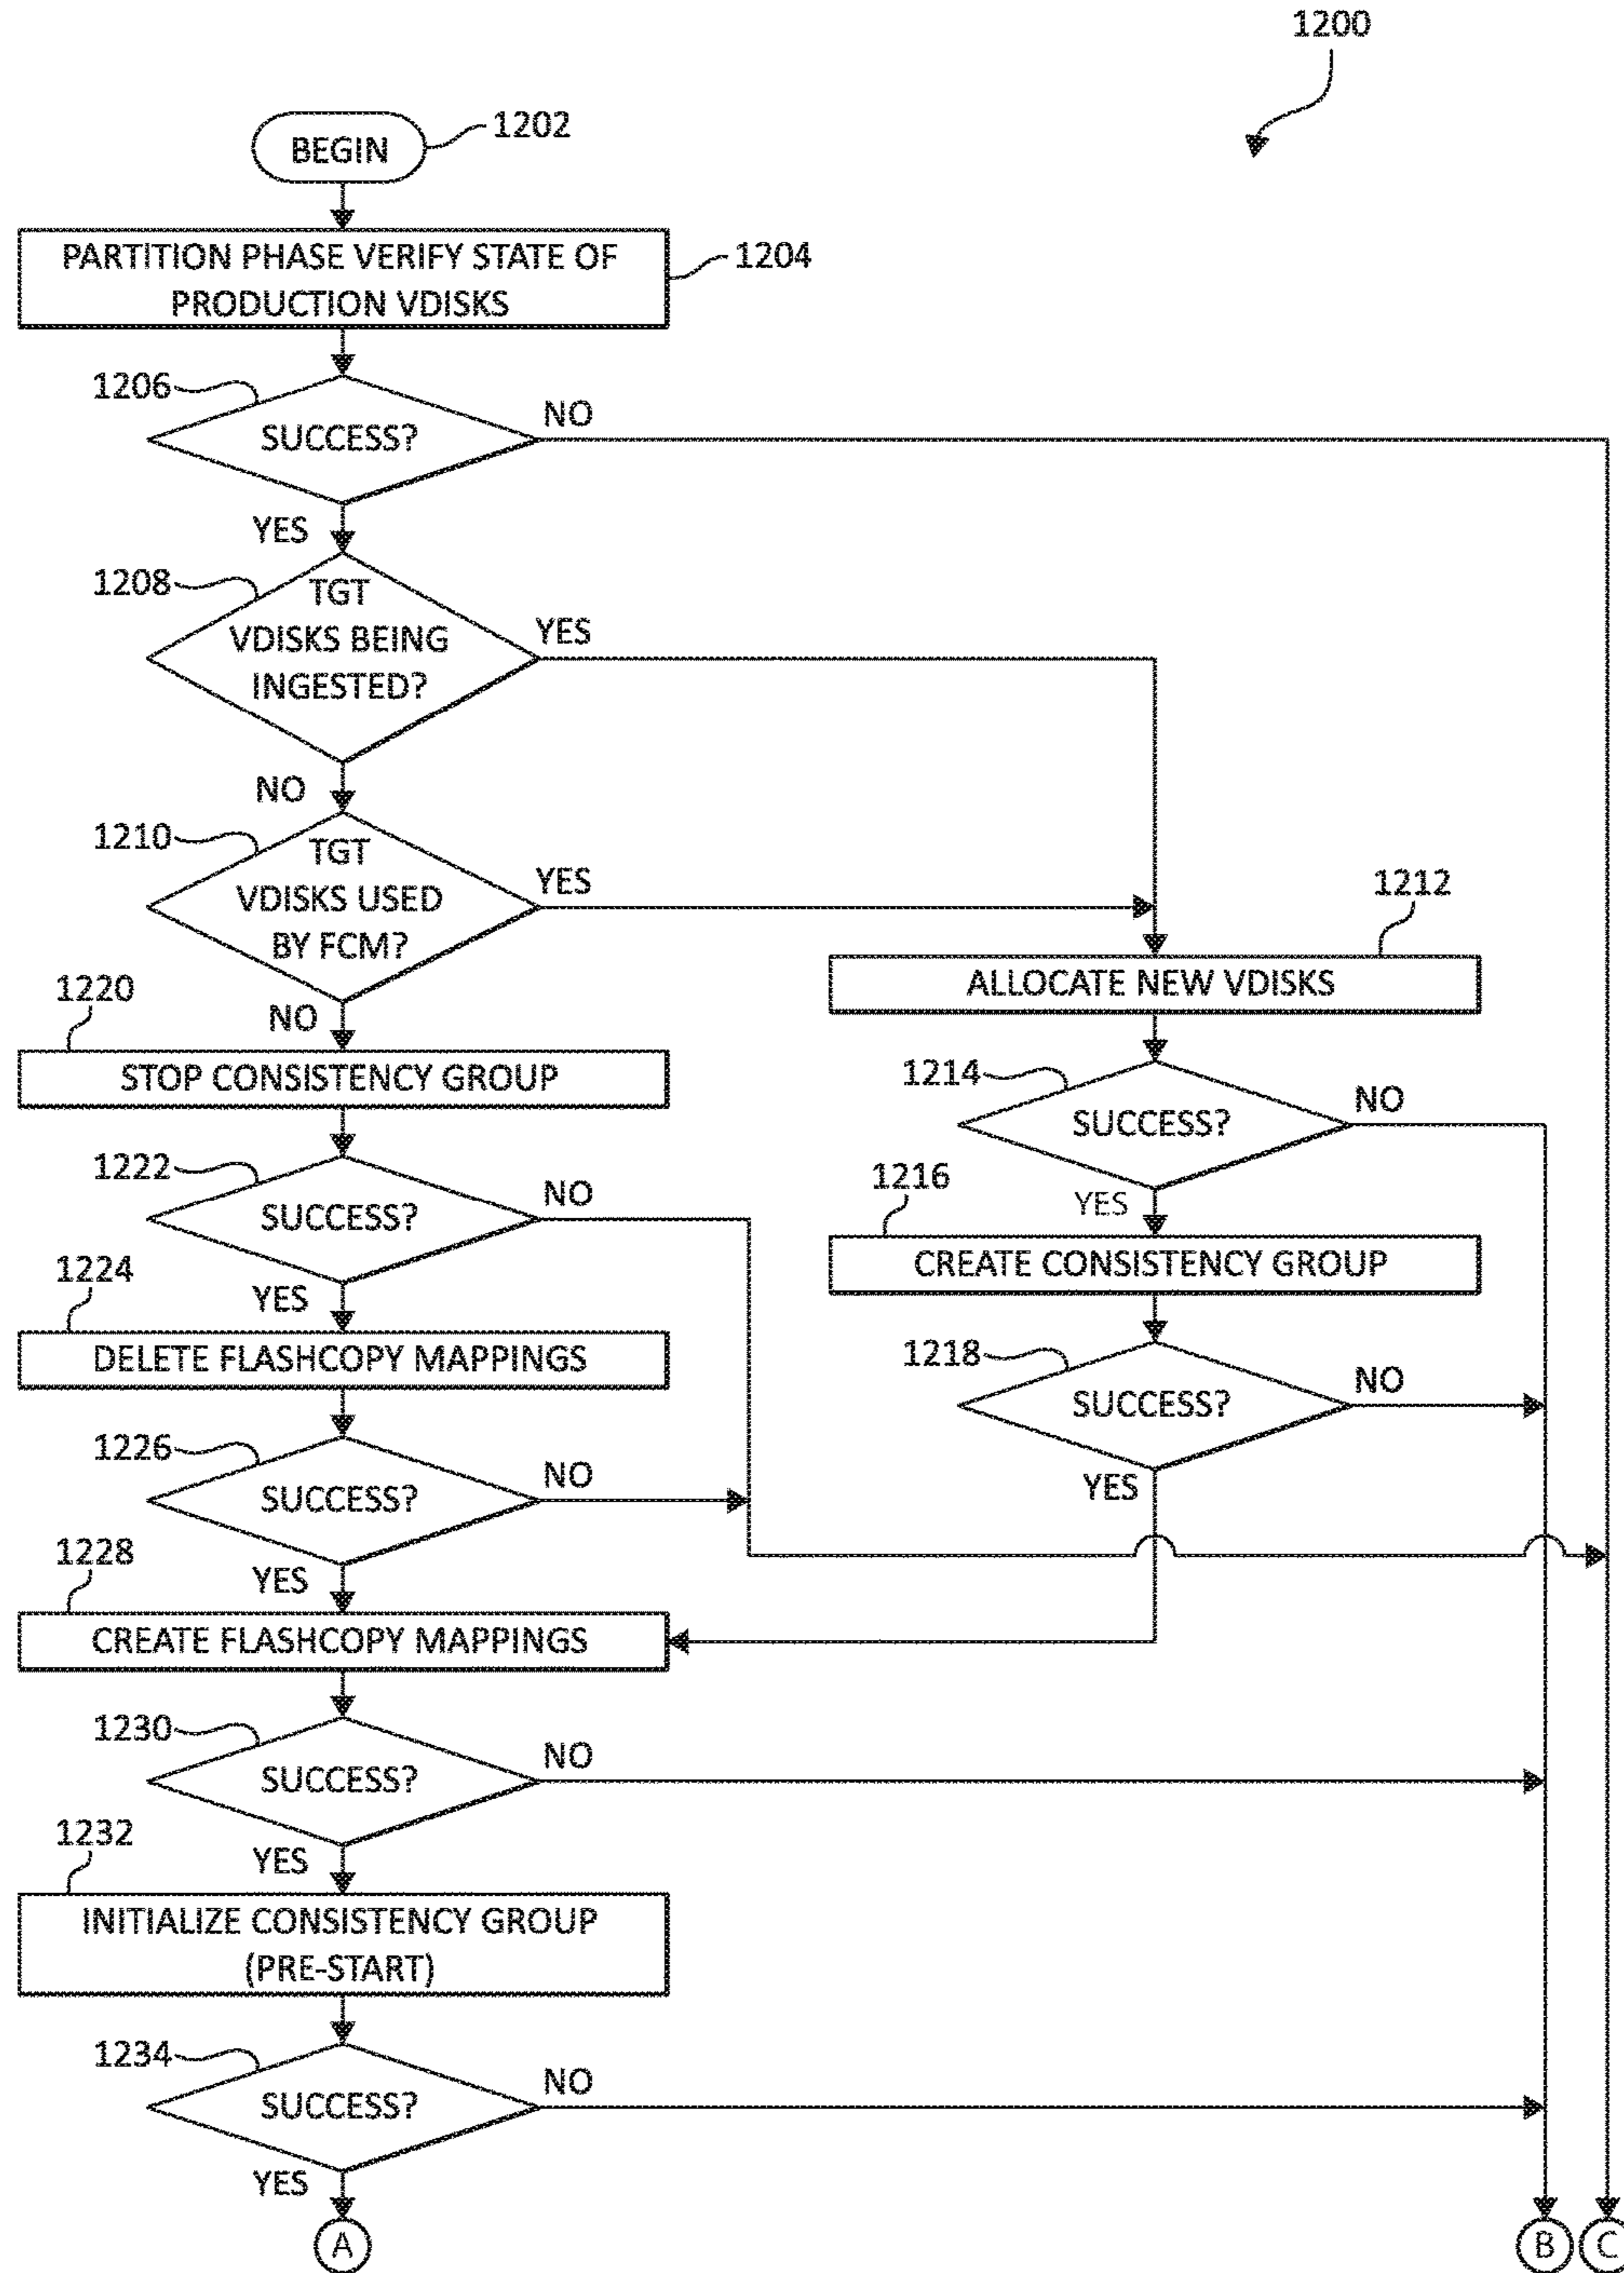 1200
BEGIN
1202
PARTITION PHASE VERIFY STATE OF
PRODUCTION VDISKS
1204
1206
SUCCESS?
NO
YES
1208
TGT
VDISKS BEING
INGESTED?
YES
NO
1210
TGT
VDISKS USED
BY FCM?
YES
NO
1212
ALLOCATE NEW VDISKS
1214
SUCCESS?
NO
YES
1216
CREATE CONSISTENCY GROUP
1218
SUCCESS?
NO
YES
1220
STOP CONSISTENCY GROUP
1222
SUCCESS?
NO
YES
1224
DELETE FLASHCOPY MAPPINGS
1226
SUCCESS?
NO
YES
1228
CREATE FLASHCOPY MAPPINGS
1230
SUCCESS?
NO
YES
1232
INITIALIZE CONSISTENCY GROUP
(PRE-START)
1234
SUCCESS?
NO
YES
A
B
C